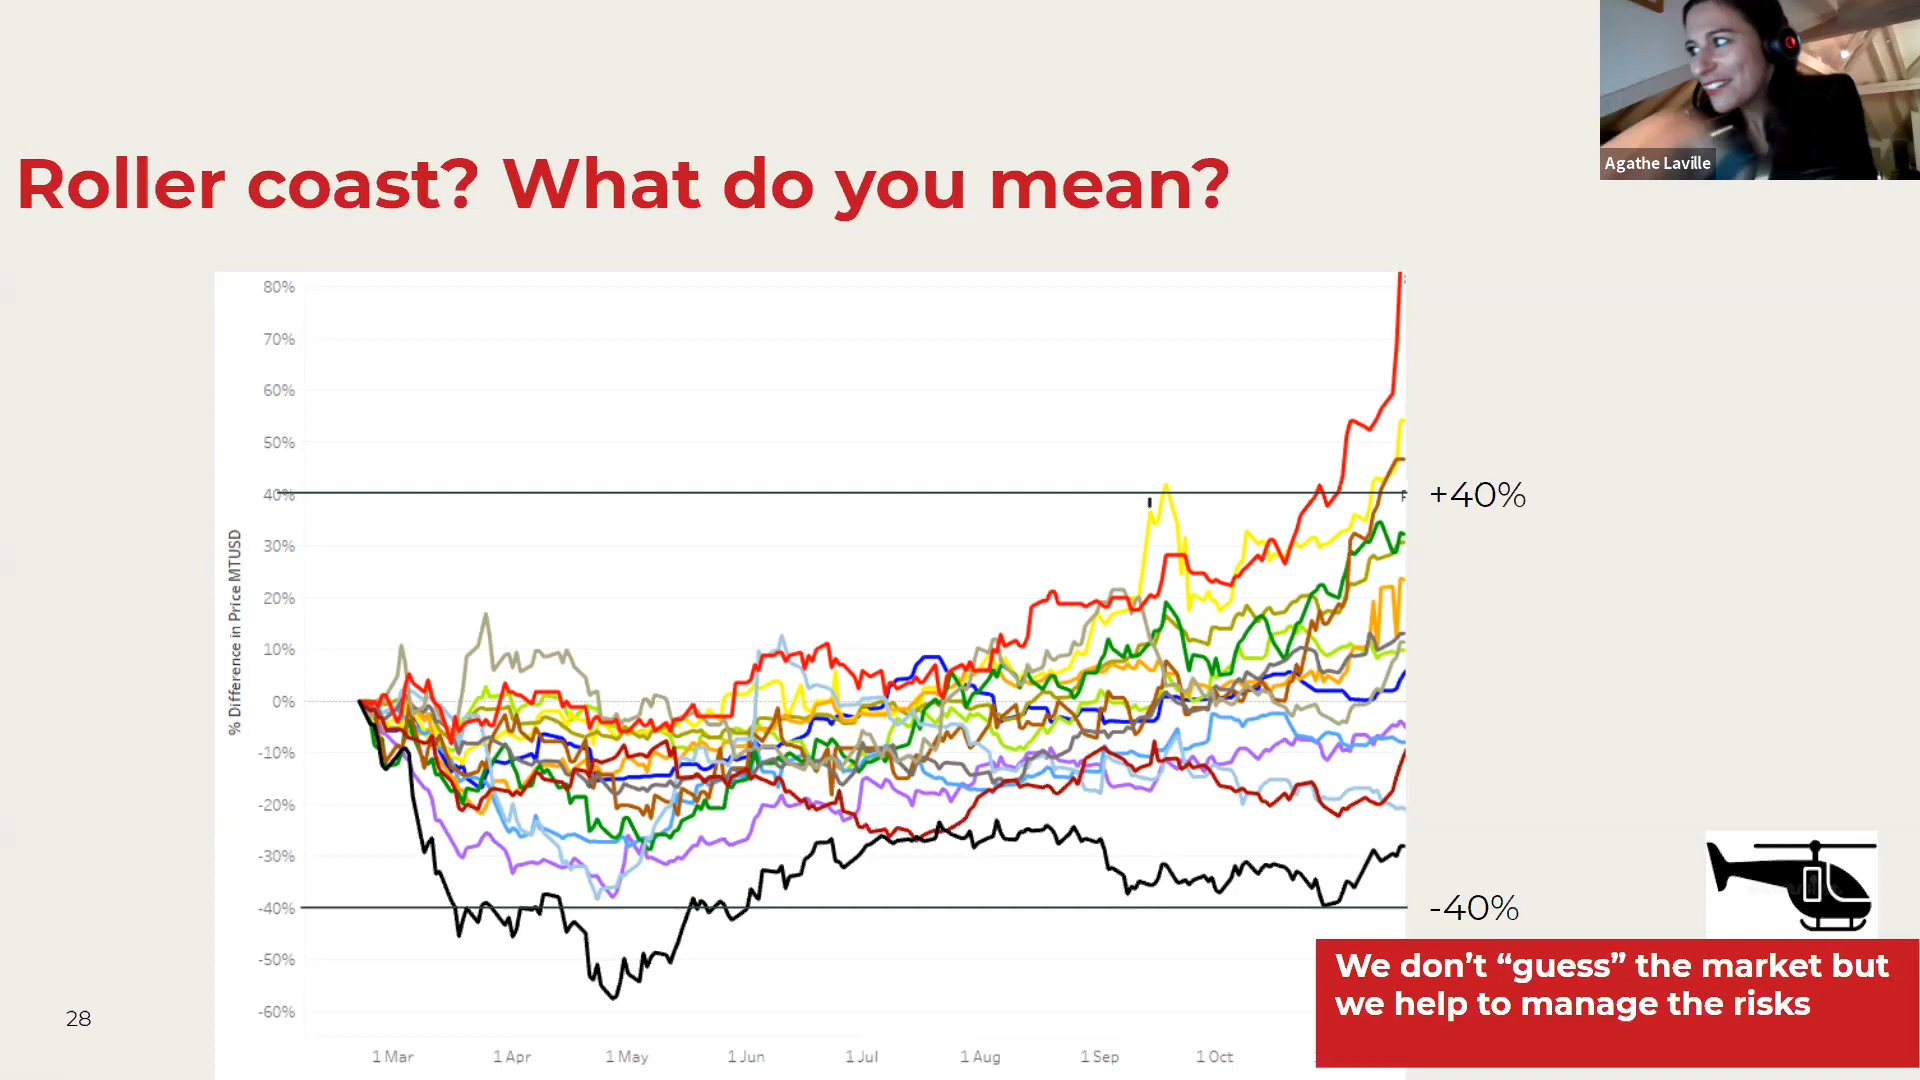 Agathe Laville
Roller coast? What do you mean?
% Difference in Price MTUSD
80%
70%
60%
50%
40%
30%
20%
10%
0%
-10%
-20%
-30%
-40%
-50%
-60%
1 Mar
1 Apr
1 May
1 Jun
1 Jul
1 Aug
1 Sep
1 Oct
+40%
-40%
We don’t “guess” the market but
we help to manage the risks
28